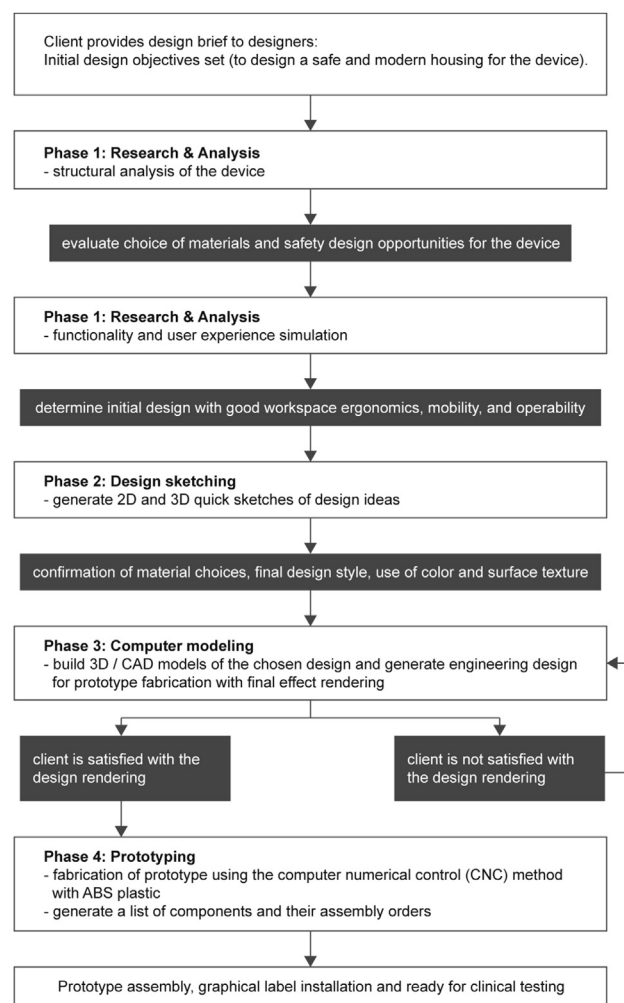 Client provides design brief to designers:
Initial design objectives set (to design a safe and modern housing for the device).
Phase 1: Research & Analysis
- structural analysis of the device
evaluate choice of materials and safety design opportunities for the device
Phase 1: Research & Analysis
- functionality and user experience simulation
determine initial design with good workspace ergonomics, mobility, and operability
Phase 2: Design sketching
- generate 2D and 3D quick sketches of design ideas
confirmation of material choices, final design style, use of color and surface texture
Phase 3: Computer modeling
- build 3D / CAD models of the chosen design and generate engineering design
for prototype fabrication with final effect rendering
client is satisfied with the
design rendering
client is not satisfied with
the design rendering
Phase 4: Prototyping
- fabrication of prototype using the computer numerical control (CNC) method
with ABS plastic
- generate a list of components and their assembly orders
Prototype assembly, graphical label installation and ready for clinical testing